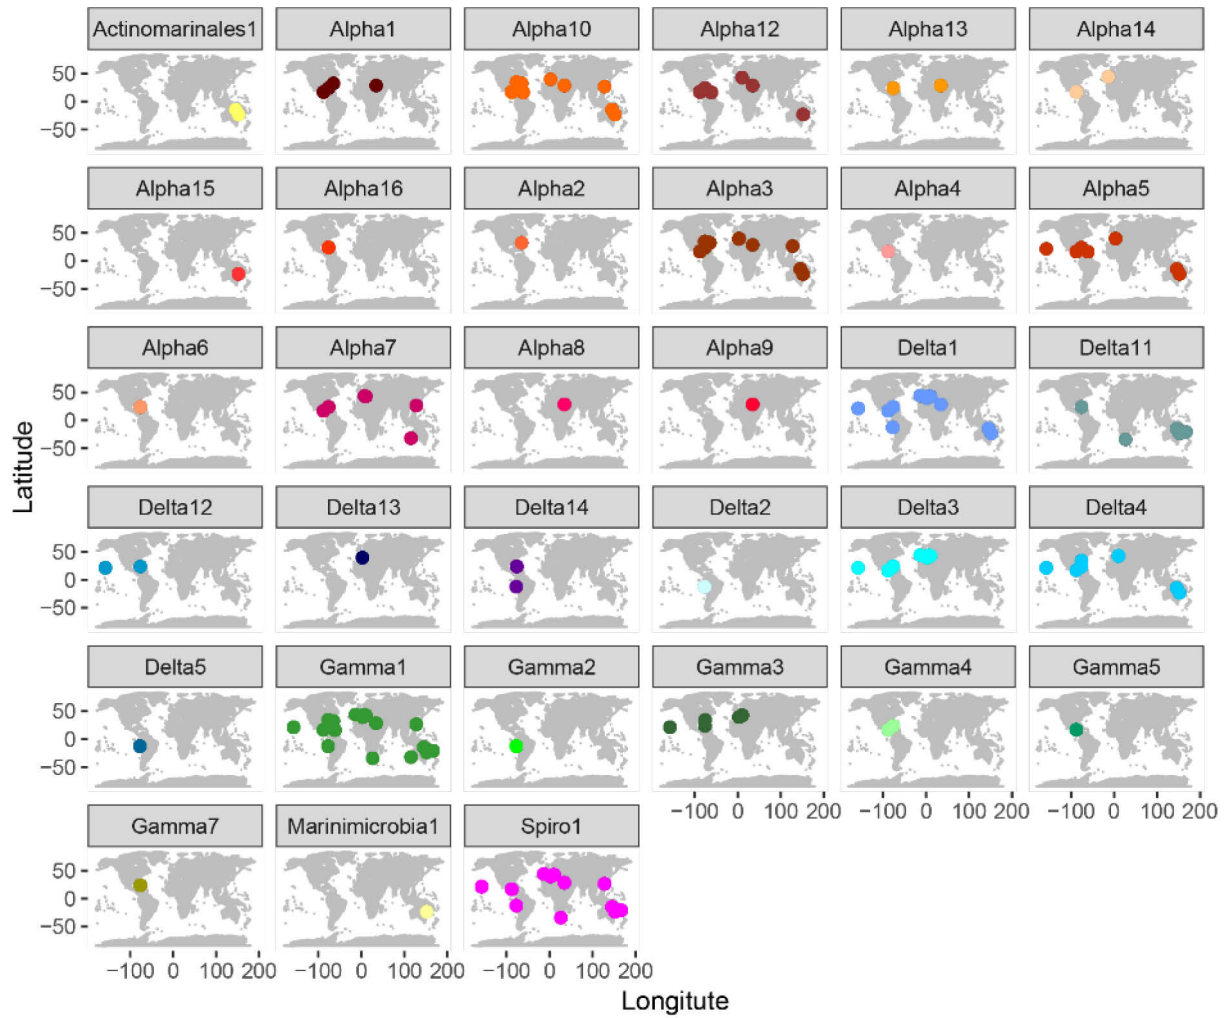 Actinomarinales1 Alpha1 Alpha10 Alpha12 Alpha13 Alpha14
50
0
−50
Alpha15 Alpha16 Alpha2 Alpha3 Alpha4 Alpha5
50
0
−50
Alpha6 Alpha7 Alpha8 Alpha9 Delta1 Delta11
50
0
−50
Latitude
Delta12 Delta13 Delta14 Delta2 Delta3 Delta4
50
0
−50
Delta5 Gamma1 Gamma2 Gamma3 Gamma4 Gamma5
50
0
−50
−100 0 100 200 −100 0 100 200 −100 0 100 200
Gamma7 Marinimicrobia1 Spiro1
50
0
−50
−100 0 100 200 −100 0 100 200 −100 0 100 200
Longitute